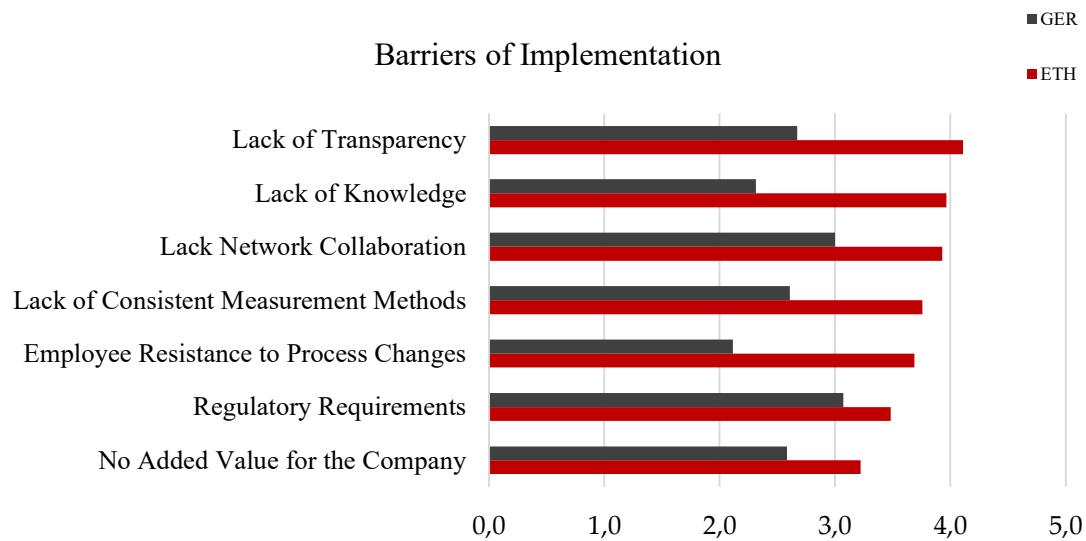 GER
Barriers of Implementation
ETH
Lack of Transparency
Lack of Knowledge
Lack Network Collaboration
Lack of Consistent Measurement Methods
Employee Resistance to Process Changes
Regulatory Requirements
No Added Value for the Company
0,0 1,0 2,0 3,0 4,0 5,0